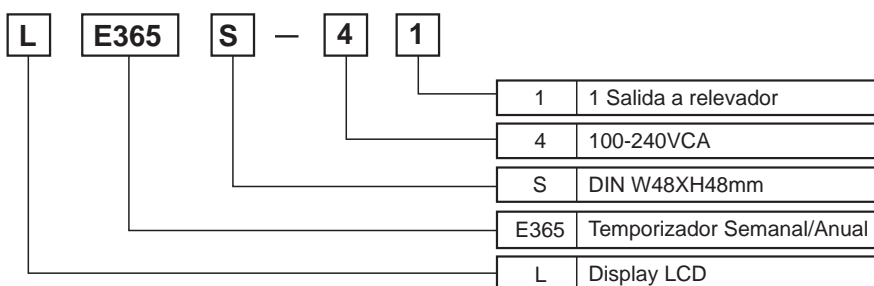 L E365 S — 4 1
1 1 Salida a relevador
4 100-240VCA
S DIN W48XH48mm
E365 Temporizador Semanal/Anual
L Display LCD